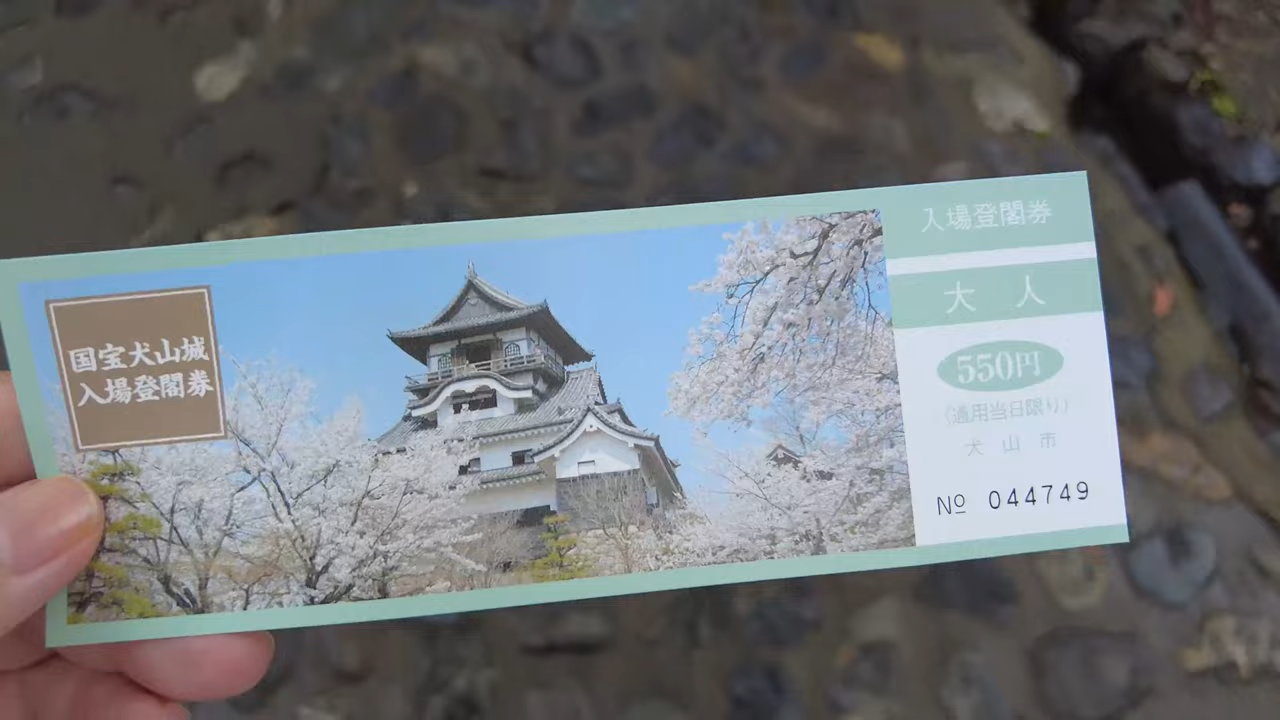 国宝犬山城
入場登閣券
入場登閣券
大人
550円
（通用当日限り）
犬山市
№ 044749